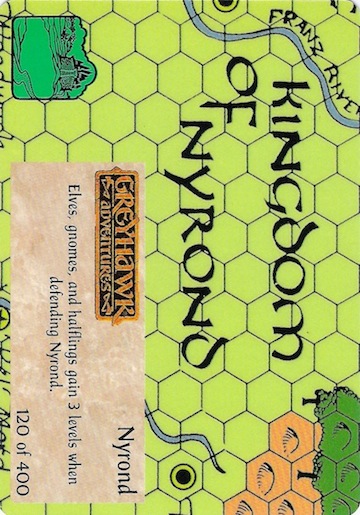 FRANZ RIVER
KINGDOM
OF NYROND
GREYHAWK
ADVENTURES
Nyrond
Elves, gnomes, and halflings gain 3 levels when
defending Nyrond.
120 of 400